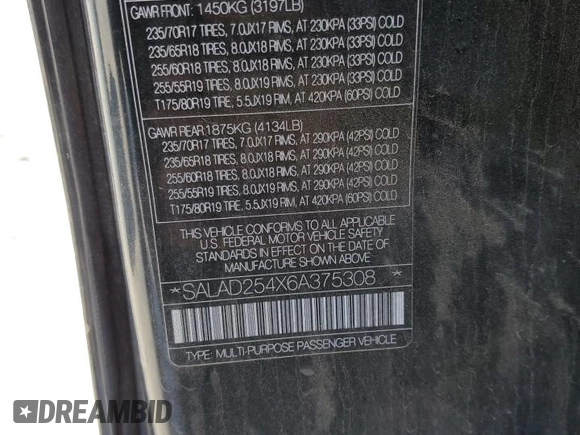 GAWR FRONT: 1450KG (3197LB)
235/70R17 TIRES, 7.0JX17 RIMS, AT 230KPA (33PSI) COLD
235/65R18 TIRES, 8.0JX18 RIMS, AT 230KPA (33PSI) COLD
255/60R18 TIRES, 8.0JX18 RIMS, AT 230KPA (33PSI) COLD
255/55R19 TIRES, 8.0JX19 RIMS, AT 230KPA (33PSI) COLD
T175/80R19 TIRE, 5.5JX19 RIM, AT 420KPA (60PSI) COLD
GAWR REAR:1875KG (4134LB)
235/70R17 TIRES, 7.0JX17 RIMS, AT 290KPA (42PSI) COLD
235/65R18 TIRES, 8.0JX18 RIMS, AT 290KPA (42PSI) COLD
255/60R18 TIRES, 8.0JX18 RIMS, AT 290KPA (42PSI) COLD
255/55R19 TIRES, 8.0JX19 RIMS, AT 290KPA (42PSI) COLD
T175/80R19 TIRE, 5.5JX19 RIM, AT 420KPA (60PSI) COLD
THIS VEHICLE CONFORMS TO ALL APPLICABLE
U.S. FEDERAL MOTOR VEHICLE SAFETY
STANDARDS IN EFFECT ON THE DATE OF
MANUFACTURE SHOWN ABOVE
*SALAD254X6A375308 *
TYPE: MULTI-PURPOSE PASSENGER VEHICLE
DREAMBID